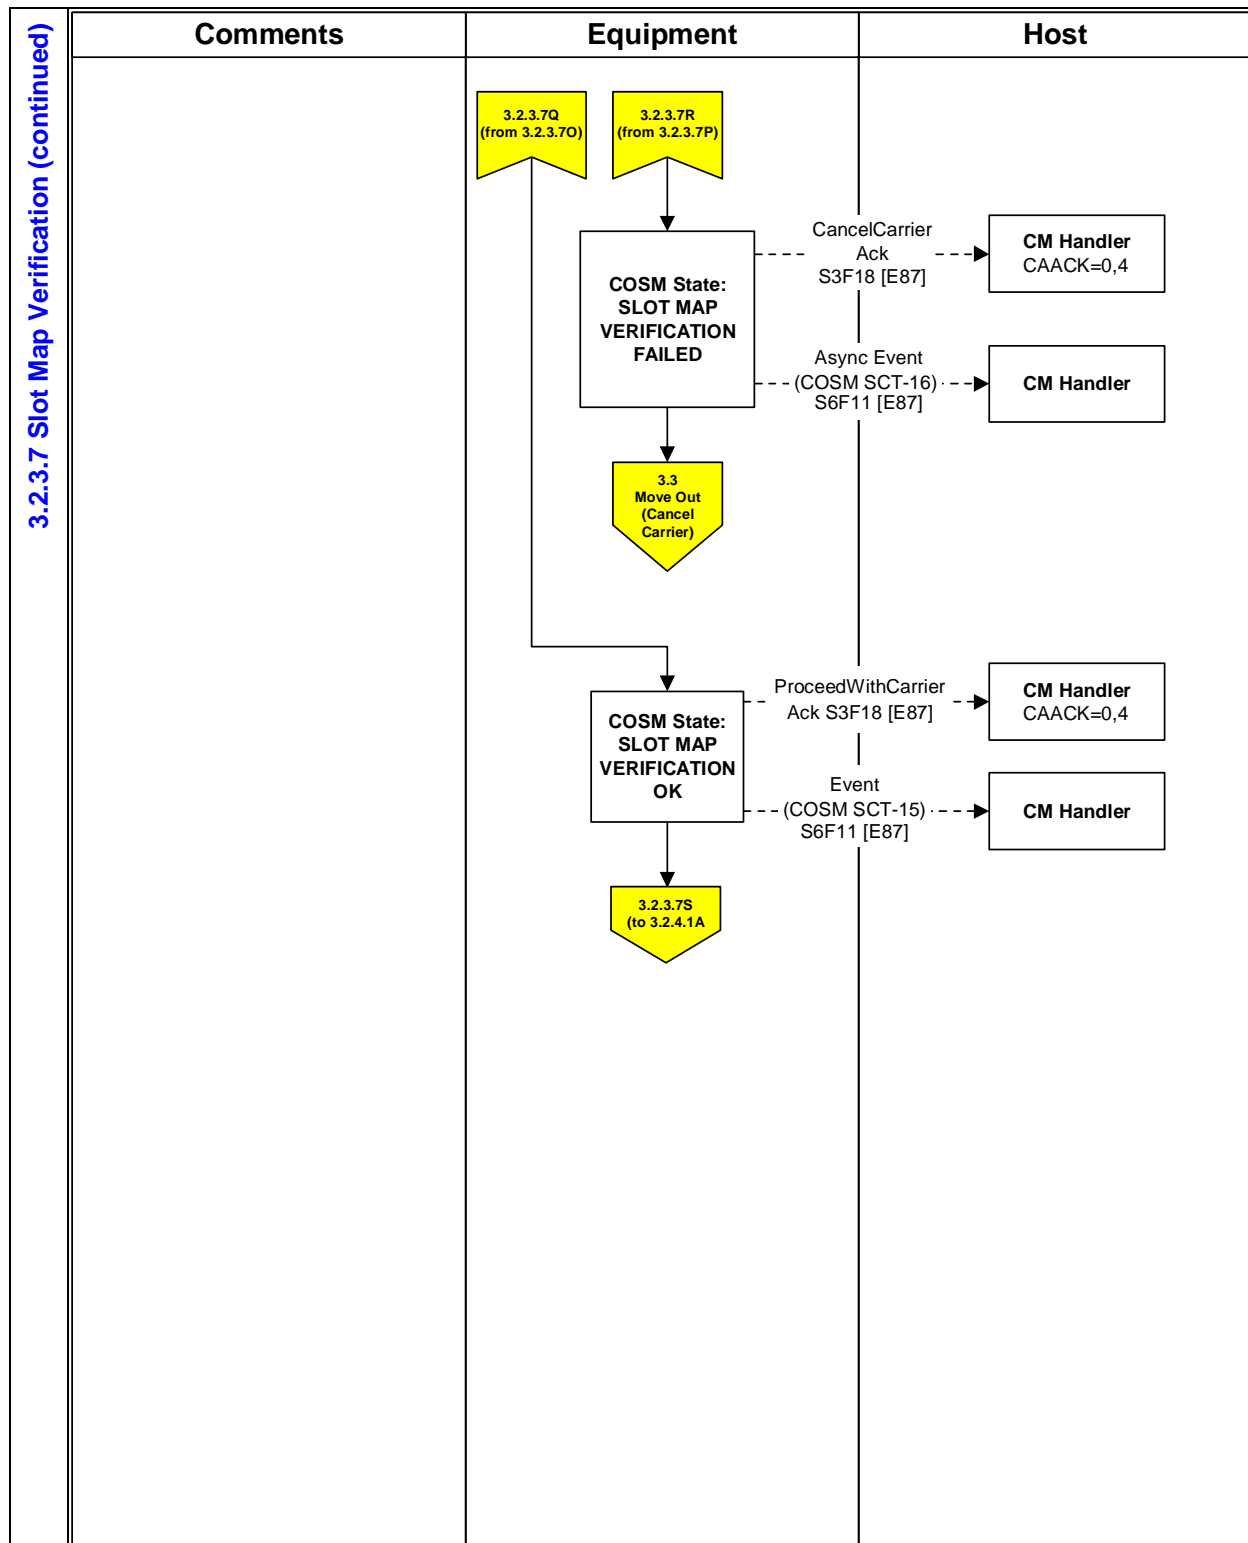 3.2.3.7 Slot Map Verification (continued)
Comments
Equipment
Host
3.2.3.7Q
(from 3.2.3.7O)
3.2.3.7R
(from 3.2.3.7P)
COSM State:
SLOT MAP
VERIFICATION
FAILED
CancelCarrier
Ack
S3F18 [E87]
CM Handler
CAACK=0,4
Async Event
(COSM SCT-16)
S6F11 [E87]
CM Handler
3.3
Move Out
(Cancel
Carrier)
COSM State:
SLOT MAP
VERIFICATION
OK
ProceedWithCarrier
Ack S3F18 [E87]
CM Handler
CAACK=0,4
Event
(COSM SCT-15)
S6F11 [E87]
CM Handler
3.2.3.7S
(to 3.2.4.1A